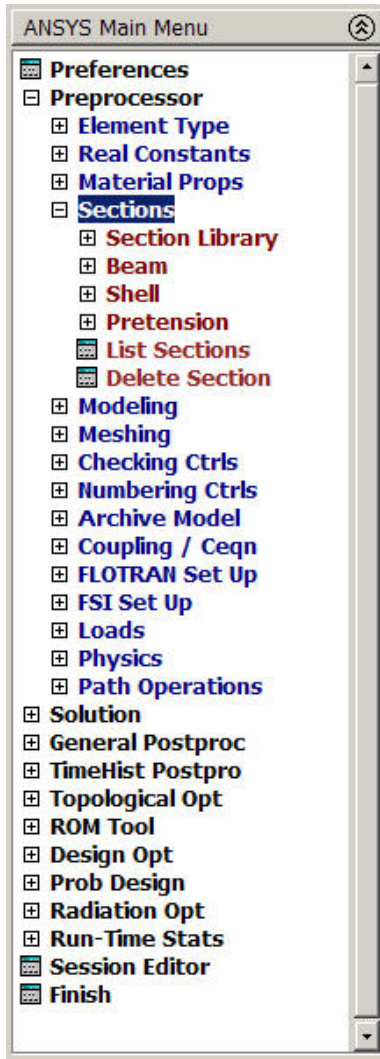 ANSYS Main Menu
Preferences
Preprocessor
Element Type
Real Constants
Material Props
Sections
Section Library
Beam
Shell
Pretension
List Sections
Delete Section
Modeling
Meshing
Checking Ctrls
Numbering Ctrls
Archive Model
Coupling / Ceqn
FLOTRAN Set Up
FSI Set Up
Loads
Physics
Path Operations
Solution
General Postproc
TimeHist Postpro
Topological Opt
ROM Tool
Design Opt
Prob Design
Radiation Opt
Run-Time Stats
Session Editor
Finish